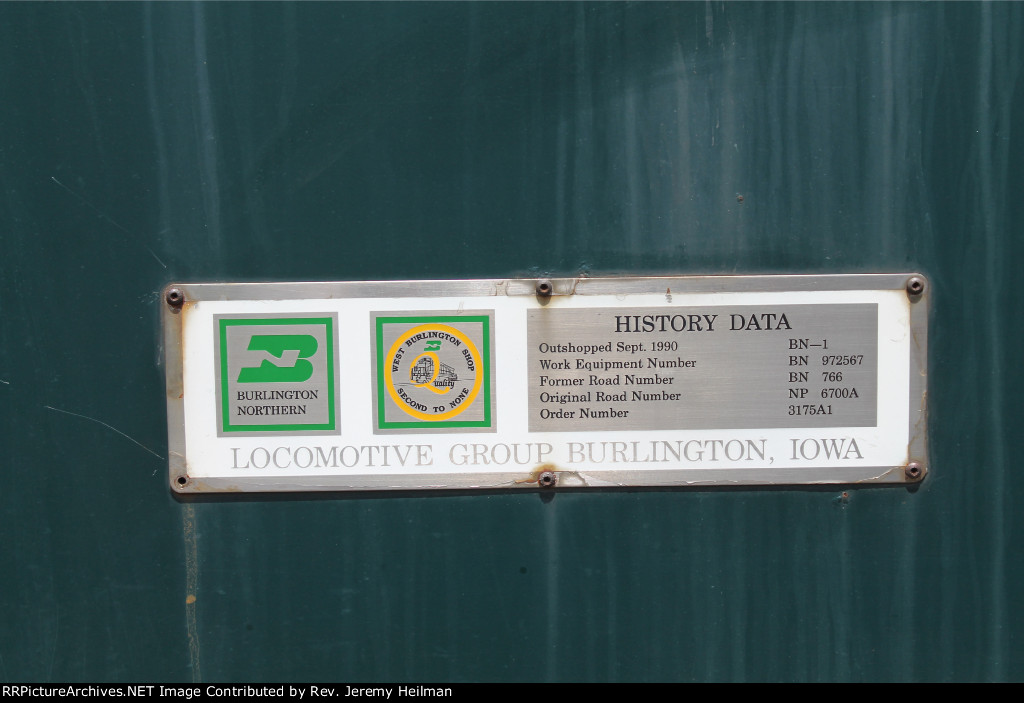 BURLINGTON
NORTHERN
WEST BURLINGTON SHOP
Quality
SECOND TO NONE
HISTORY DATA
Outshopped Sept. 1990 BN—1
Work Equipment Number BN 972567
Former Road Number BN 766
Original Road Number NP 6700A
Order Number 3175A1
LOCOMOTIVE GROUP BURLINGTON, IOWA
RRPictureArchives.NET Image Contributed by Rev. Jeremy Heilman